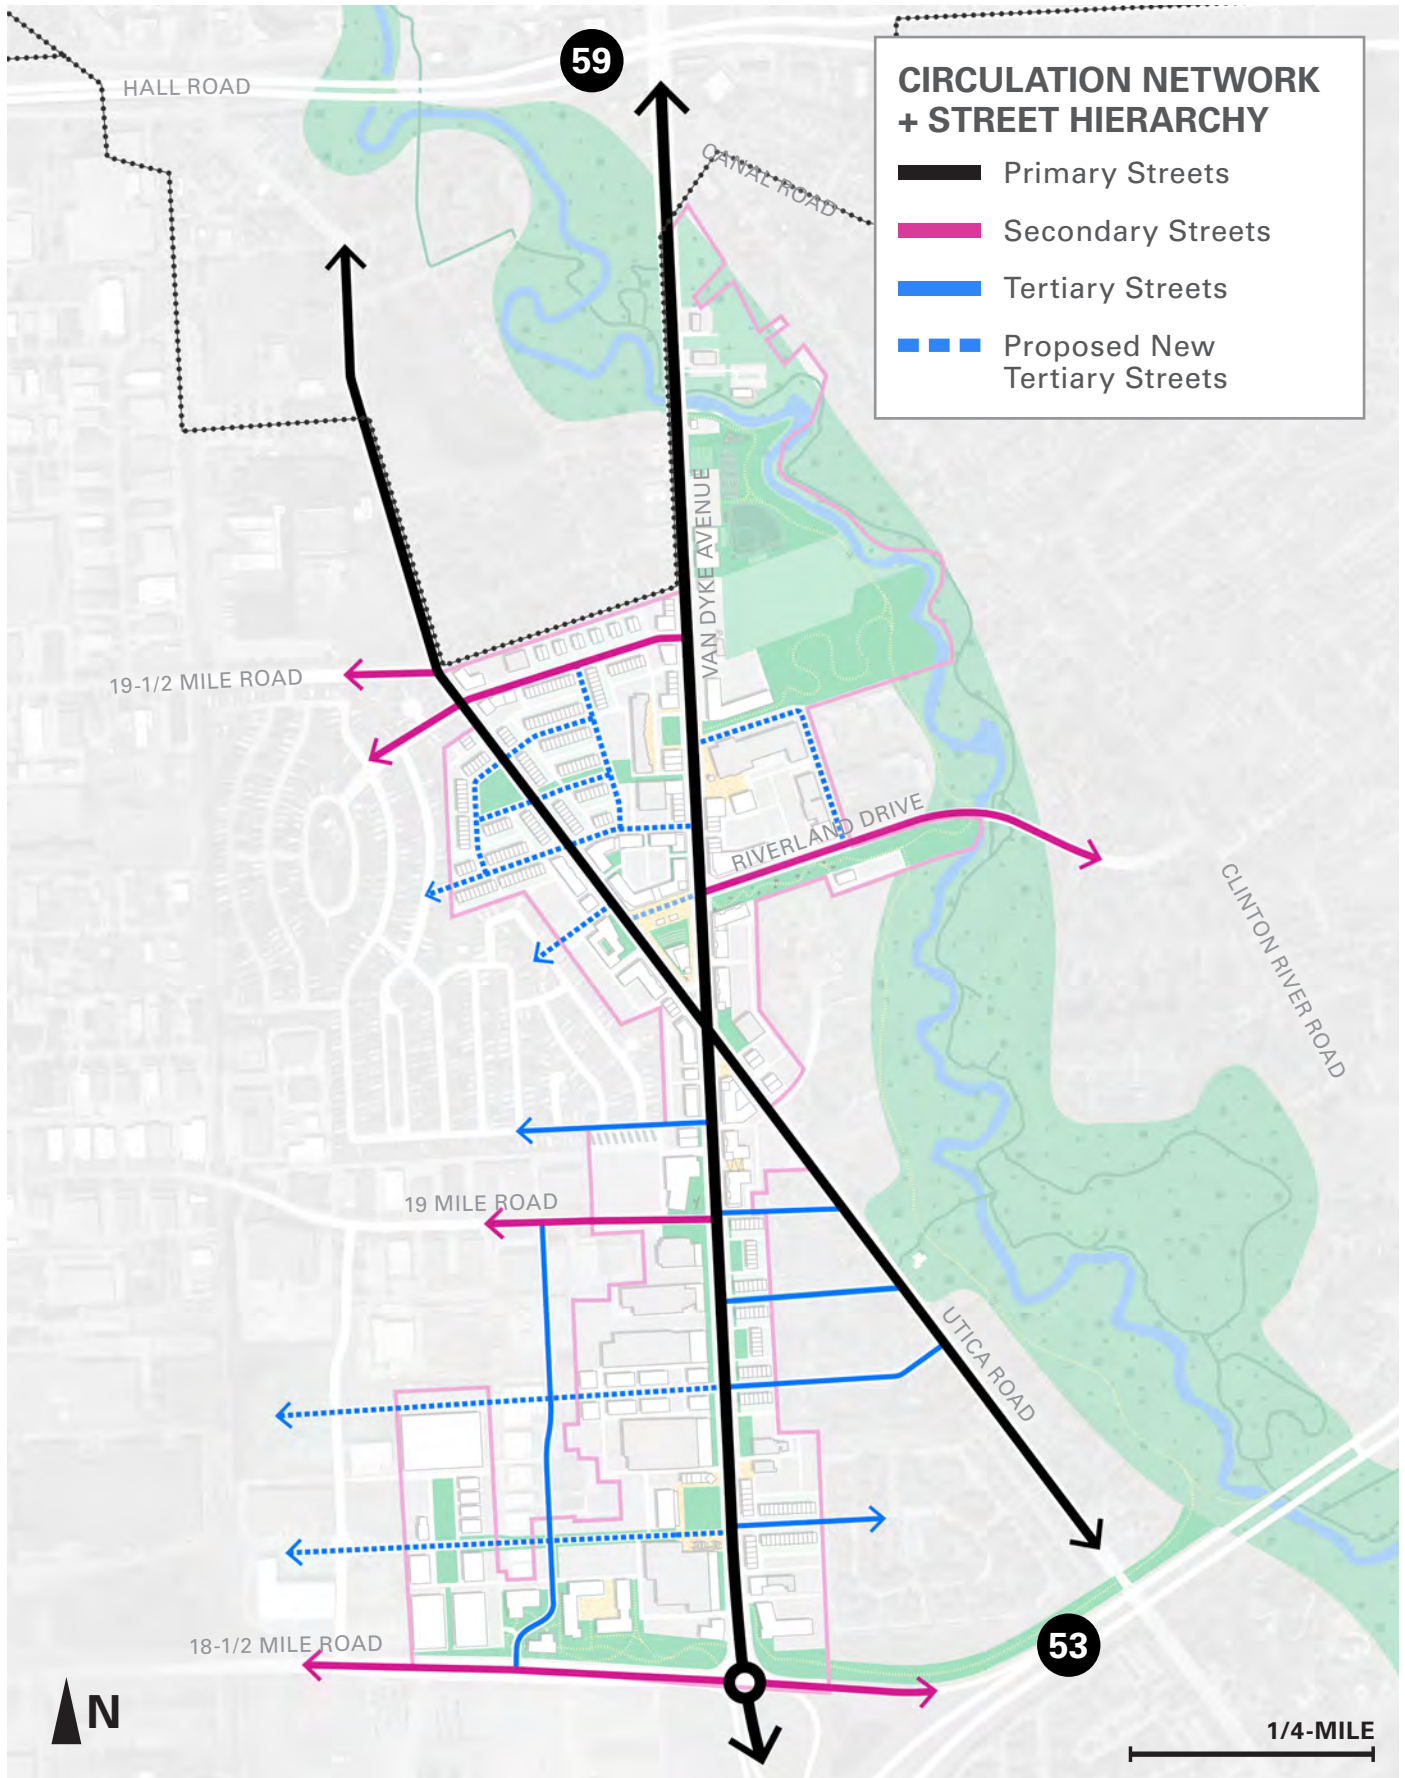 59
HALL ROAD
CIRCULATION NETWORK
+ STREET HIERARCHY
Primary Streets
Secondary Streets
Tertiary Streets
Proposed New
Tertiary Streets
CANAL ROAD
VAN DYKE AVENUE
19-1/2 MILE ROAD
RIVERLAND DRIVE
CLINTON RIVER ROAD
19 MILE ROAD
UTICA ROAD
18-1/2 MILE ROAD
53
N
1/4-MILE